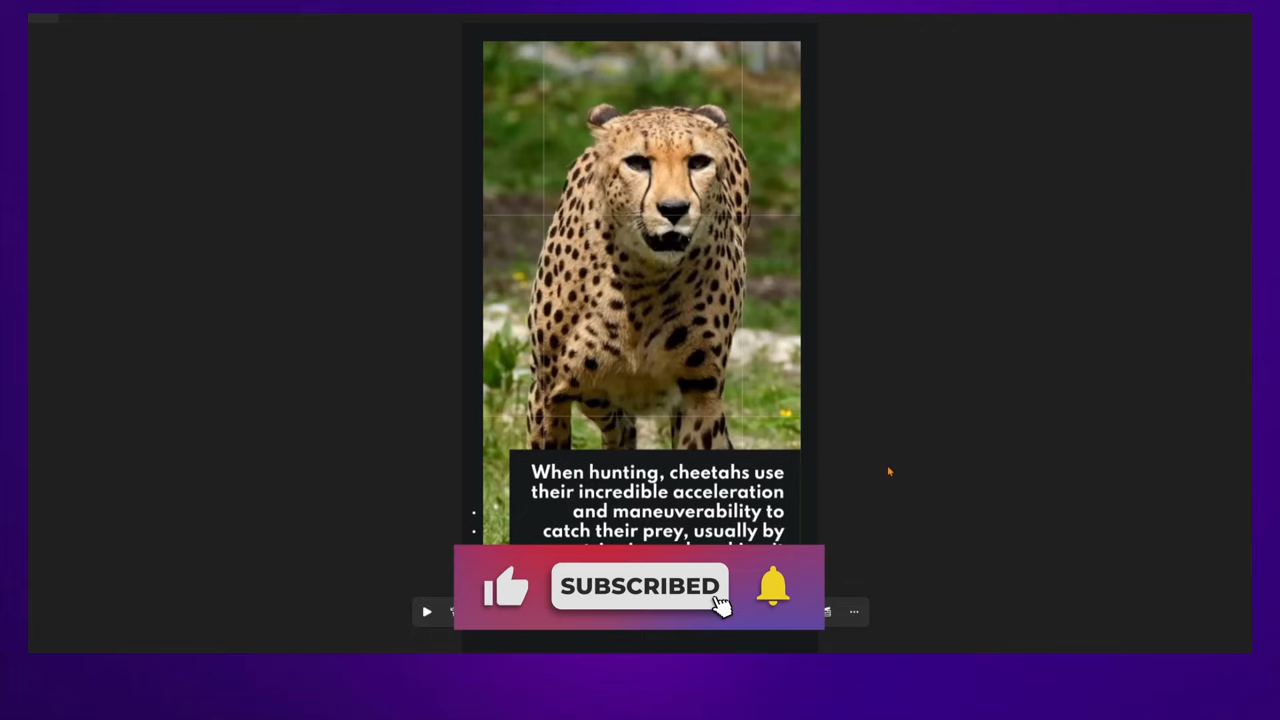 When hunting, cheetahs use
their incredible acceleration
and maneuverability to
catch their prey, usually by
SUBSCRIBED